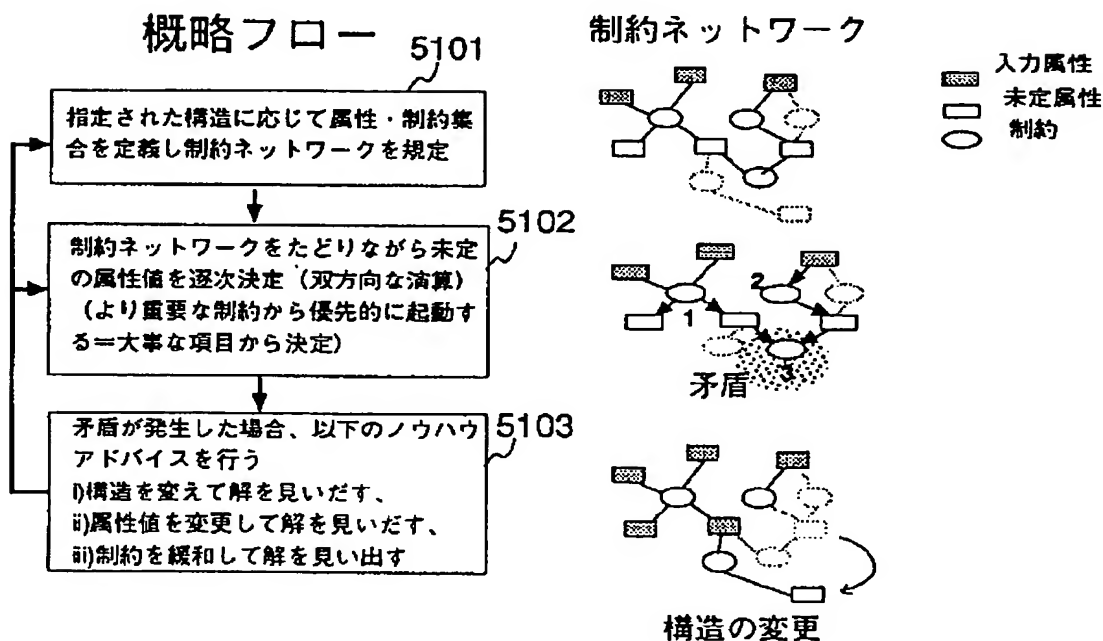 概略フロー
5101
指定された構造に応じて属性・制約集
合を定義し制約ネットワークを規定
5102
制約ネットワークをたどりながら未定
の属性値を逐次決定（双方向な演算）
（より重要な制約から優先的に起動す
る＝大事な項目から決定）
5103
矛盾が発生した場合、以下のノウハウ
アドバイスを行う
i)構造を変えて解を見いだす、
ii)属性値を変更して解を見いだす、
iii)制約を緩和して解を見い出す
制約ネットワーク
入力属性
未定属性
制約
1
2
3
矛盾
構造の変更